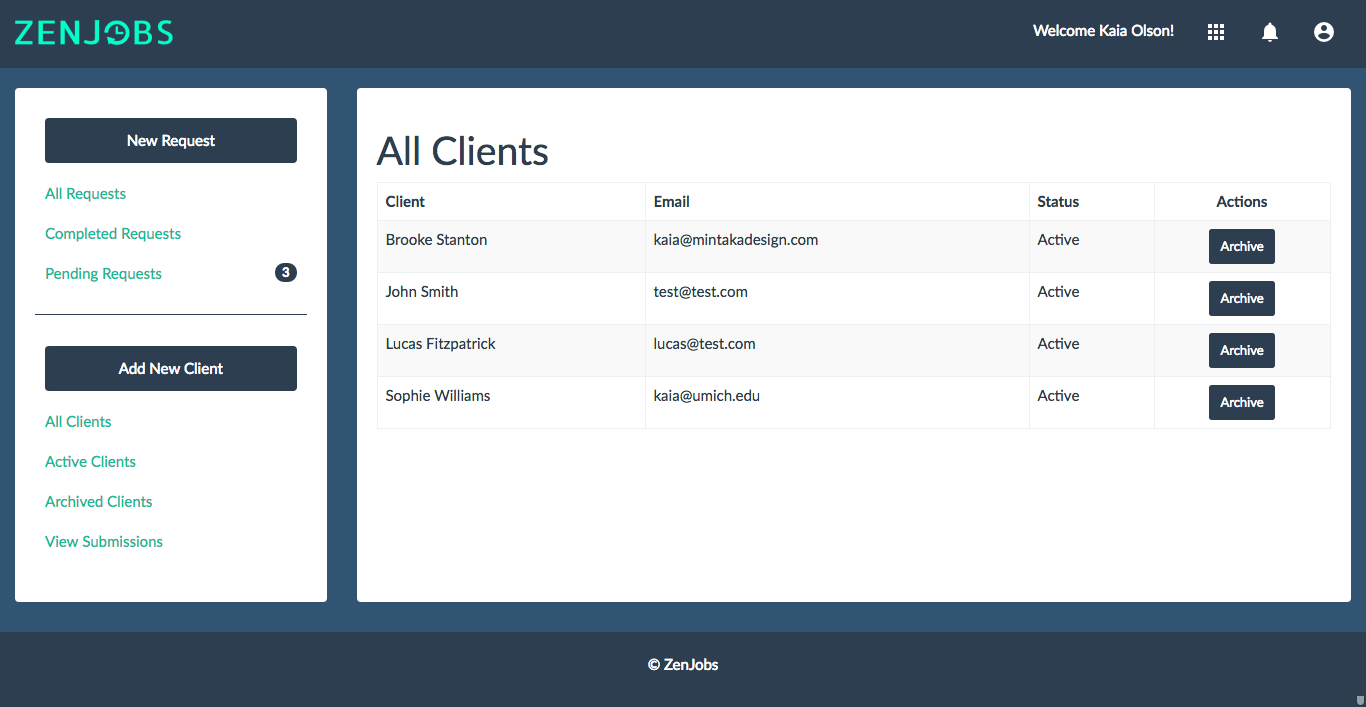 ZENJOBS
Welcome Kaia Olson!
New Request
All Requests
Completed Requests
Pending Requests 3
Add New Client
All Clients
Active Clients
Archived Clients
View Submissions
All Clients
Client Email Status Actions
Brooke Stanton kaia@mintakadesign.com Active Archive
John Smith test@test.com Active Archive
Lucas Fitzpatrick lucas@test.com Active Archive
Sophie Williams kaia@umich.edu Active Archive
© ZenJobs